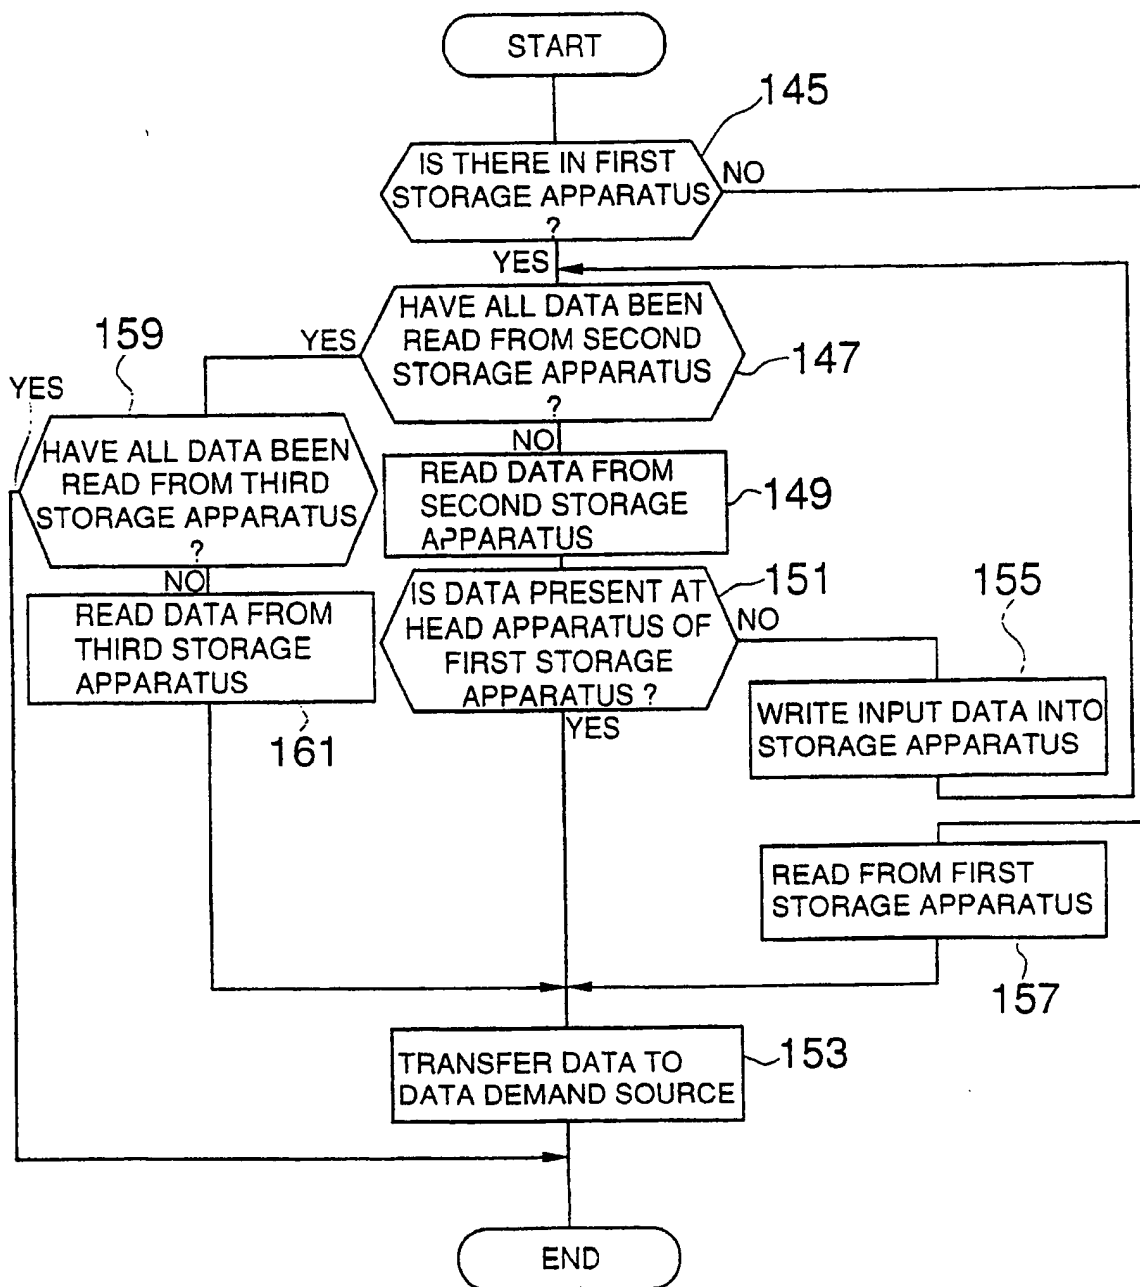 START
145
IS THERE IN FIRST
STORAGE APPARATUS
?
NO
YES
HAVE ALL DATA BEEN
READ FROM SECOND
STORAGE APPARATUS
?
147
YES
159
YES
HAVE ALL DATA BEEN
READ FROM THIRD
STORAGE APPARATUS
?
NO
READ DATA FROM
SECOND STORAGE
APPARATUS
149
NO
READ DATA FROM
THIRD STORAGE
APPARATUS
161
IS DATA PRESENT AT
HEAD APPARATUS OF
FIRST STORAGE
APPARATUS ?
151
NO
YES
155
WRITE INPUT DATA INTO
STORAGE APPARATUS
READ FROM FIRST
STORAGE APPARATUS
157
TRANSFER DATA TO
DATA DEMAND SOURCE
153
END